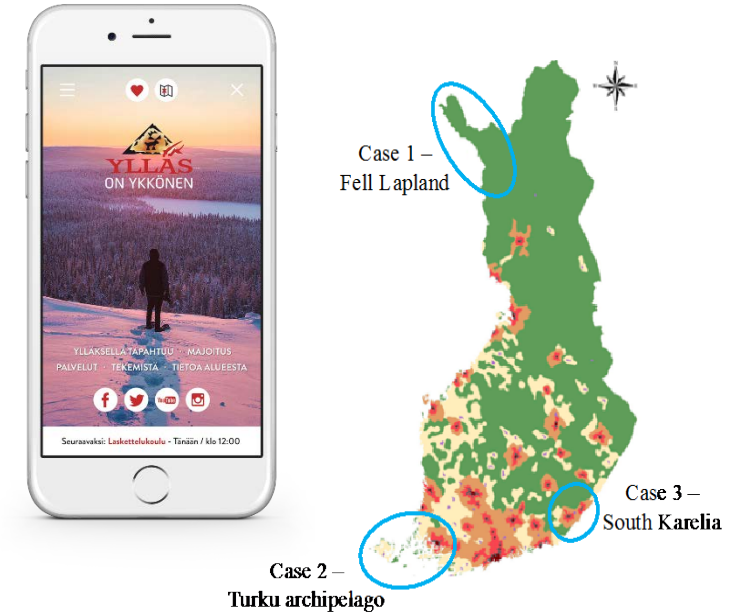 YLLÄS
ON YKKÖNEN
YLLÄKSELLÄ TAPAHTUU · MAJOITUS
PALVELUT · TEKEMISTÄ · TIETOA ALUEESTA
YouTube
Seuraavaksi: Laskettelukoulu - Tänään / klo 12:00
Case 1 –
Fell Lapland
N
W
E
S
Case 3 –
South Karelia
Case 2 –
Turku archipelago